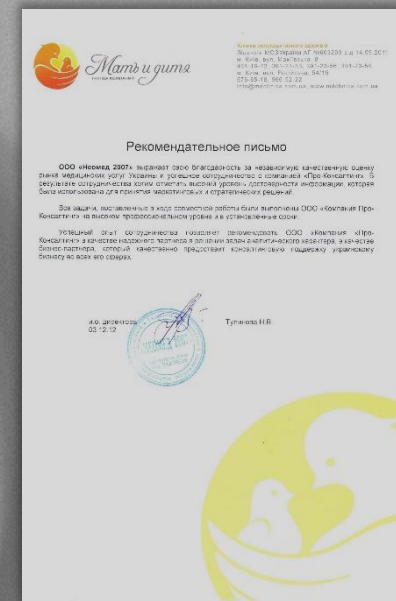 Мать и дитя
Рекомендательное письмо
ООО «Неомед 2007» выражает свою благодарность за независимую качественную оценку
рынка медицинских услуг Украины и успешное сотрудничество с компанией «Про-Консалтинг». В
результате сотрудничества хотим отметить высокий уровень достоверности информации, которая
была использована для принятия маркетинговых и стратегических решений.
Все задачи, поставленные в ходе совместной работы были выполнены ООО «Компания Про-
Консалтинг» на высоком профессиональном уровне и в установленные сроки.
Успешный опыт сотрудничества позволяет рекомендовать ООО «Компания «Про-
Консалтинг» в качестве надежного партнера в решении задач аналитического характера, в качестве
бизнес-партнера, который качественно предоставит консалтинговую поддержку украинскому
бизнесу во всех его сферах.
и.о. директора
03.12.12
Н.В.